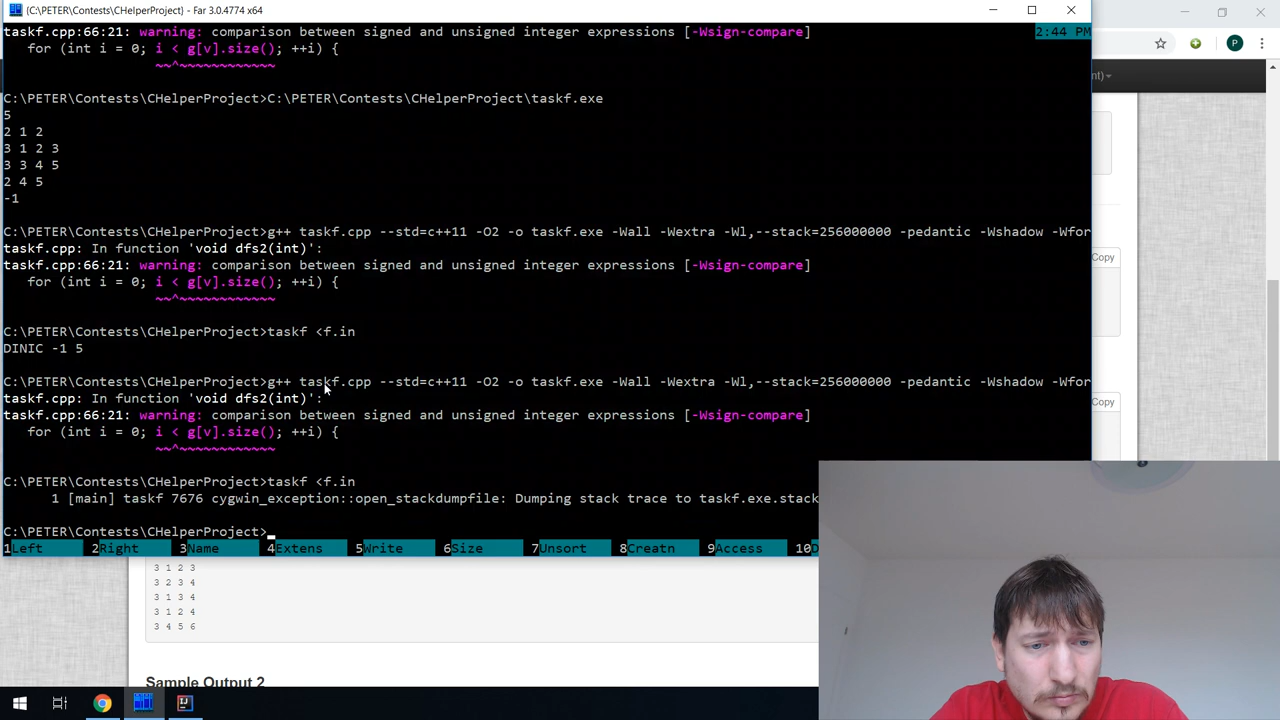 {C:\PETER\Contests\CHelperProject} - Far 3.0.4774 x64
taskf.cpp:66:21: warning: comparison between signed and unsigned integer expressions [-Wsign-compare]
2:44 PM
for (int i = 0; i < g[v].size(); ++i) {
~~^~~~~~~~~~~~~
C:\PETER\Contests\CHelperProject>C:\PETER\Contests\CHelperProject\taskf.exe
5
2 1 2
3 1 2 3
3 3 4 5
2 4 5
-1
C:\PETER\Contests\CHelperProject>g++ taskf.cpp --std=c++11 -O2 -o taskf.exe -Wall -Wextra -Wl,--stack=256000000 -pedantic -Wshadow -Wfor
taskf.cpp: In function 'void dfs2(int)':
taskf.cpp:66:21: warning: comparison between signed and unsigned integer expressions [-Wsign-compare]
for (int i = 0; i < g[v].size(); ++i) {
~~^~~~~~~~~~~~~
C:\PETER\Contests\CHelperProject>taskf <f.in
DINIC -1 5
C:\PETER\Contests\CHelperProject>g++ taskf.cpp --std=c++11 -O2 -o taskf.exe -Wall -Wextra -Wl,--stack=256000000 -pedantic -Wshadow -Wfor
taskf.cpp: In function 'void dfs2(int)':
taskf.cpp:66:21: warning: comparison between signed and unsigned integer expressions [-Wsign-compare]
for (int i = 0; i < g[v].size(); ++i) {
~~^~~~~~~~~~~~~
C:\PETER\Contests\CHelperProject>taskf <f.in
1 [main] taskf 7676 cygwin_exception::open_stackdumpfile: Dumping stack trace to taskf.exe.stack
C:\PETER\Contests\CHelperProject>
1Left 2Right 3Name 4Extens 5Write 6Size 7Unsort 8Creatn 9Access 10D
P
nt)
Copy
Copy
3 1 2 3
3 2 3 4
3 1 3 4
3 1 2 4
3 4 5 6
Sample Output 2